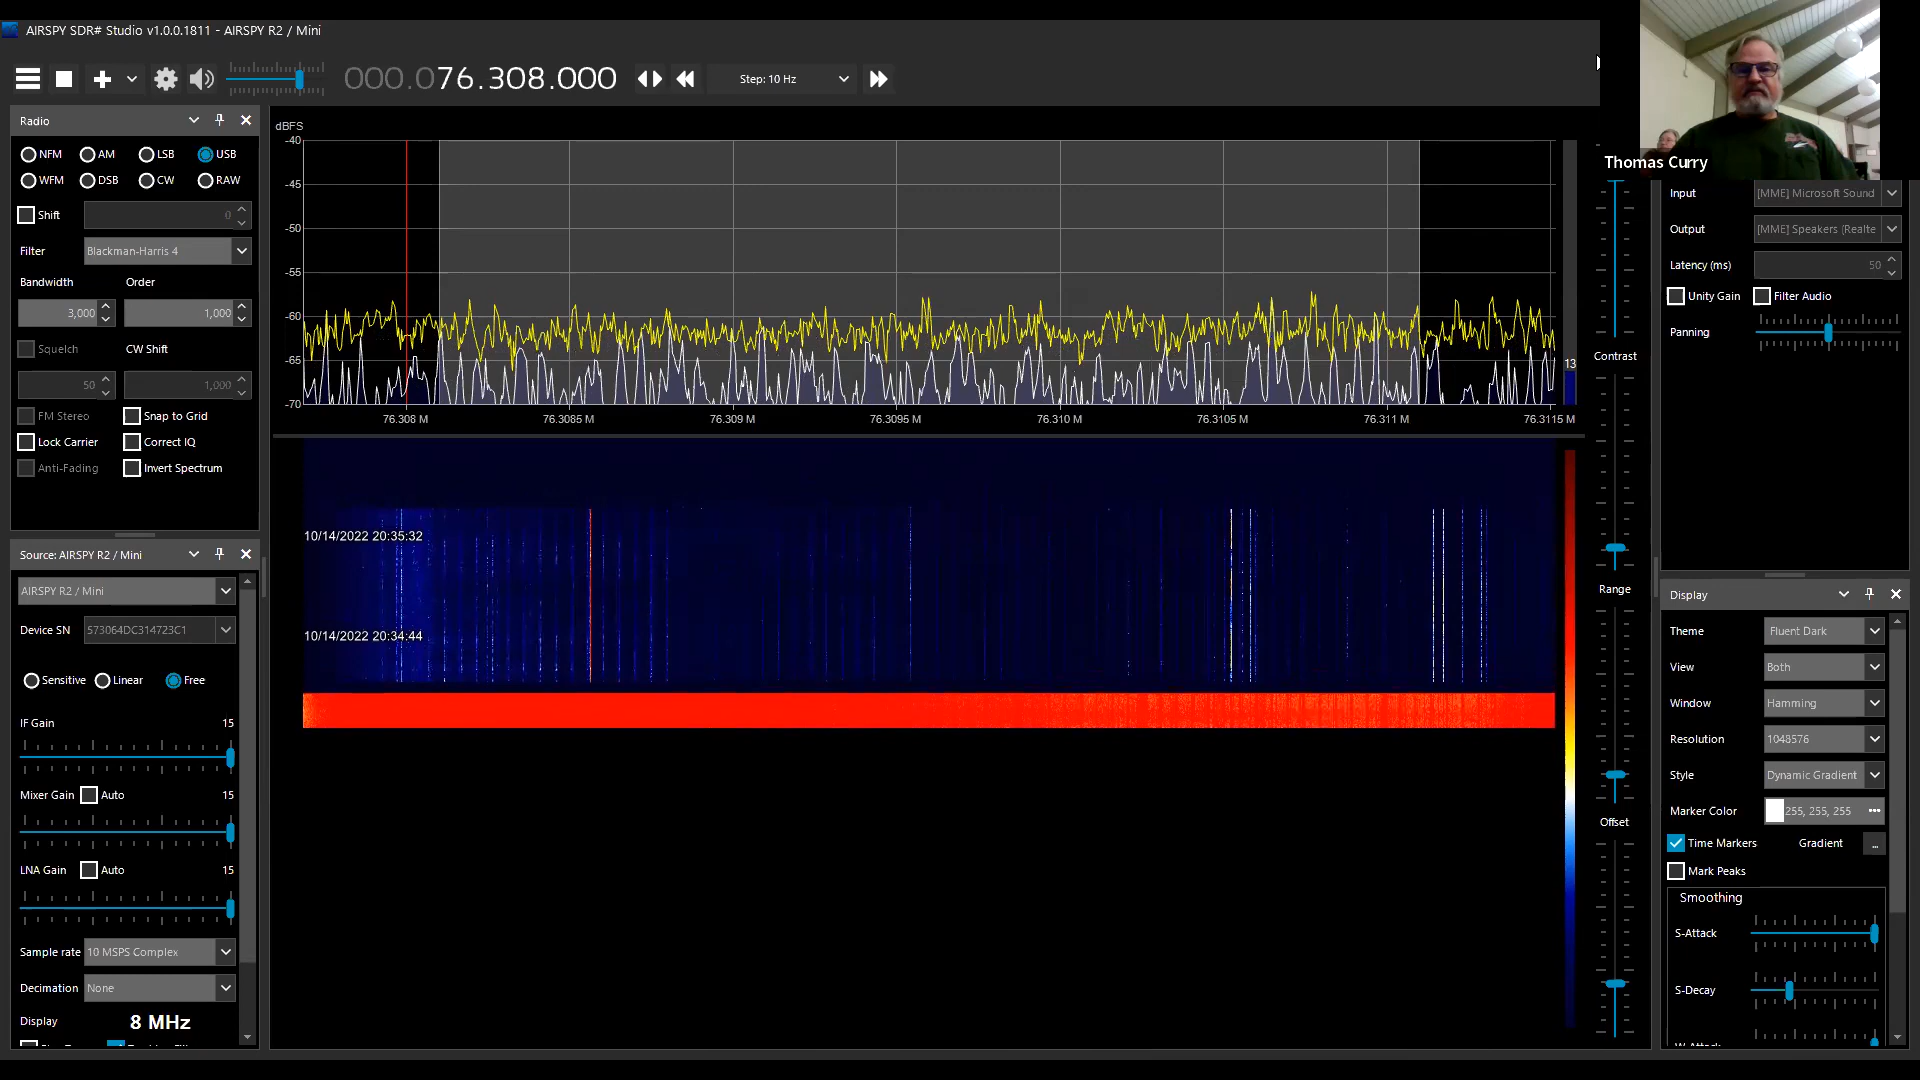 AIRSPY SDR# Studio v1.0.0.1811 - AIRSPY R2 / Mini
000.076.308.000
Step: 10 Hz
Thomas Curry
Radio
NFM AM LSB USB
WFM DSB CW RAW
Shift 0
Filter Blackman-Harris 4
Bandwidth Order
3,000 1,000
Squelch CW Shift
50 1,000
FM Stereo Snap to Grid
Lock Carrier Correct IQ
Anti-Fading Invert Spectrum
Source: AIRSPY R2 / Mini
AIRSPY R2 / Mini
Device SN 573064DC314723C1
Sensitive Linear Free
IF Gain 15
Mixer Gain Auto 15
LNA Gain Auto 15
Sample rate 10 MSPS Complex
Decimation None
Display 8 MHz
dBFS
-40
-45
-50
-55
-60
-65
-70
13
76.308 M 76.3085 M 76.309 M 76.3095 M 76.310 M 76.3105 M 76.311 M 76.3115 M
10/14/2022 20:35:32
10/14/2022 20:34:44
Contrast
Range
Offset
Input [MME] Microsoft Sound
Output [MME] Speakers (Realte
Latency (ms) 50
Unity Gain Filter Audio
Panning
Display
Theme Fluent Dark
View Both
Window Hamming
Resolution 1048576
Style Dynamic Gradient
Marker Color 255, 255, 255 •••
Time Markers Gradient ...
Mark Peaks
Smoothing
S-Attack
S-Decay